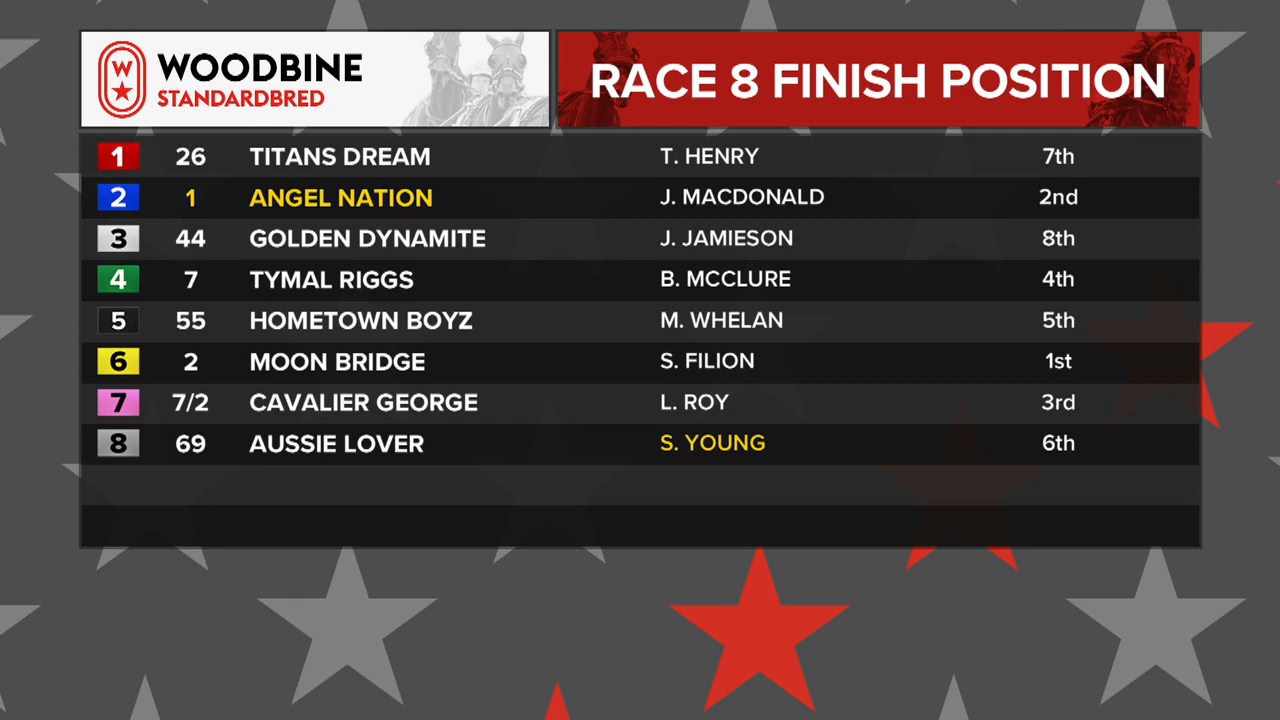 W
WOODBINE
STANDARDBRED
RACE 8 FINISH POSITION
1 26 TITANS DREAM T. HENRY 7th
2 1 ANGEL NATION J. MACDONALD 2nd
3 44 GOLDEN DYNAMITE J. JAMIESON 8th
4 7 TYMAL RIGGS B. MCCLURE 4th
5 55 HOMETOWN BOYZ M. WHELAN 5th
6 2 MOON BRIDGE S. FILION 1st
7 7/2 CAVALIER GEORGE L. ROY 3rd
8 69 AUSSIE LOVER S. YOUNG 6th